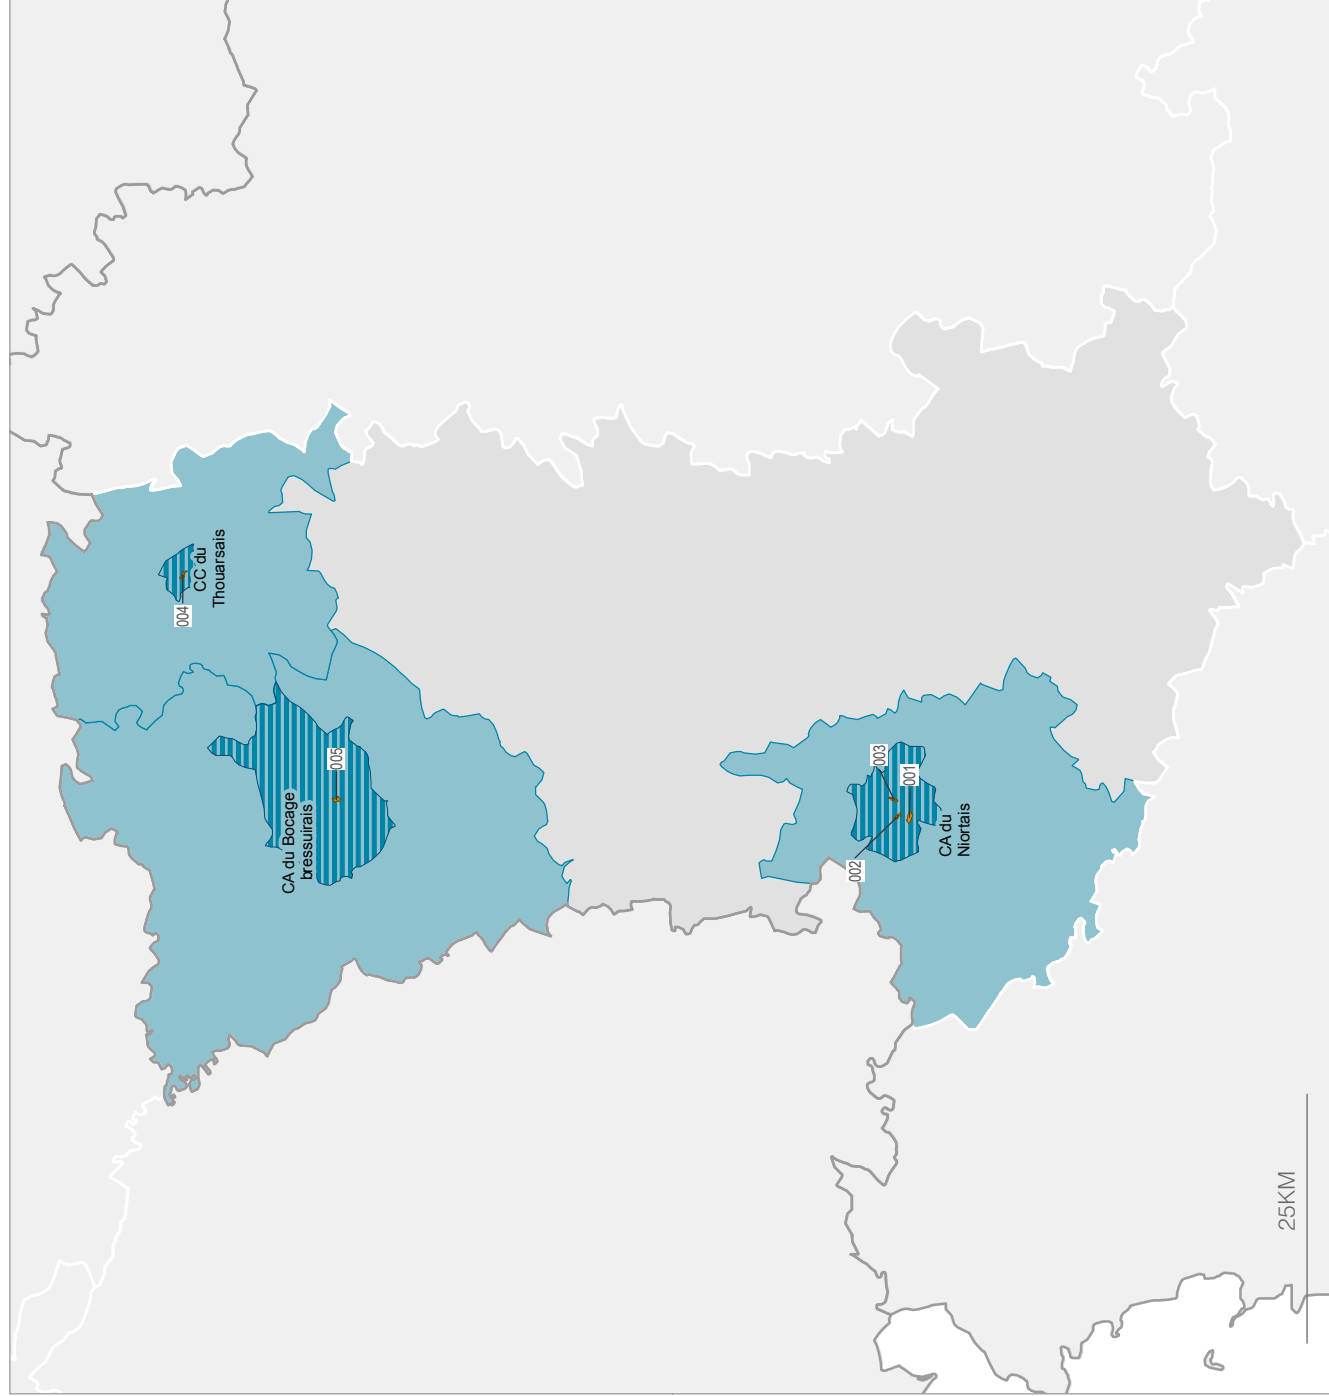 004
CC du
Thouarsais
CA du Bocage
bressuirais
005
003
001
002
CA du
Niortais
25KM